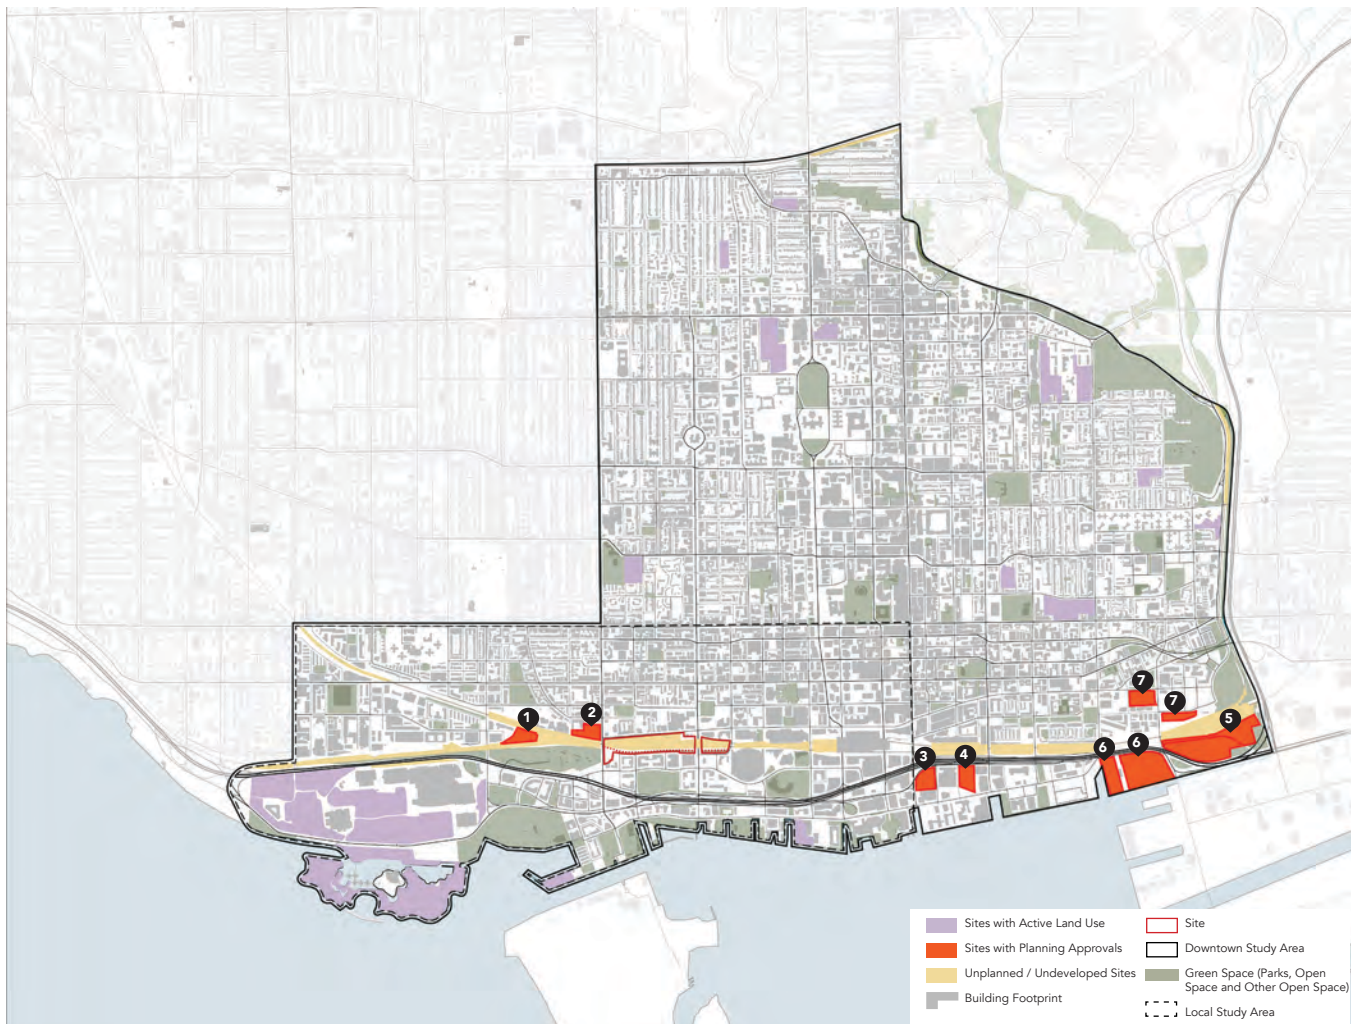 7
7
1
2
5
6
6
3
4
Sites with Active Land Use
Sites with Planning Approvals
Unplanned / Undeveloped Sites
Building Footprint
Site
Downtown Study Area
Green Space (Parks, Open
Space and Other Open Space)
Local Study Area